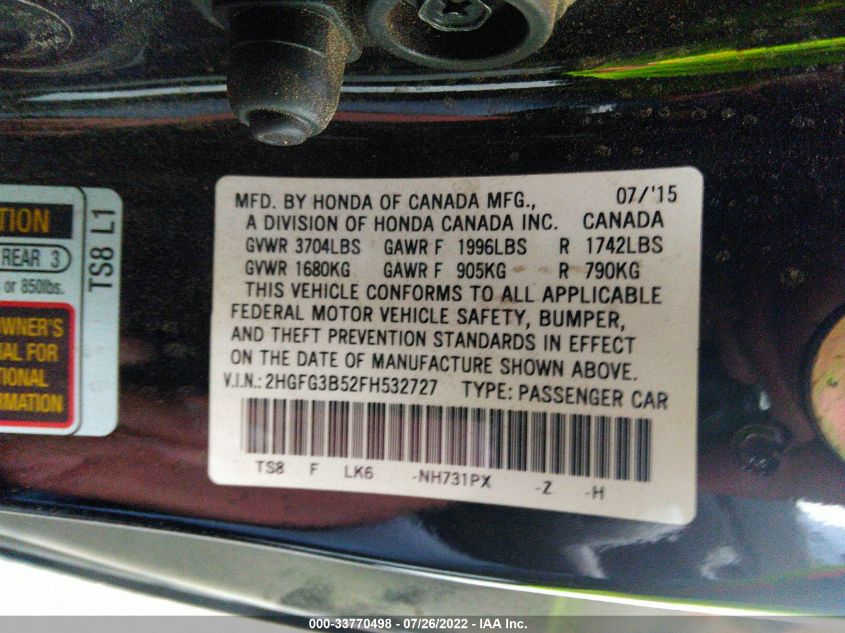 TION
REAR 3
or 850lbs.
TS8 L1
OWNER'S
AL FOR
TIONAL
RMATION
MFD. BY HONDA OF CANADA MFG., 07/'15
A DIVISION OF HONDA CANADA INC. CANADA
GVWR 3704LBS GAWR F 1996LBS R 1742LBS
GVWR 1680KG GAWR F 905KG R 790KG
THIS VEHICLE CONFORMS TO ALL APPLICABLE
FEDERAL MOTOR VEHICLE SAFETY, BUMPER,
AND THEFT PREVENTION STANDARDS IN EFFECT
ON THE DATE OF MANUFACTURE SHOWN ABOVE.
V.I.N.: 2HGFG3B52FH532727 TYPE: PASSENGER CAR
TS8 F LK6 -NH731PX -Z -H
000-33770498 - 07/26/2022 - IAA Inc.